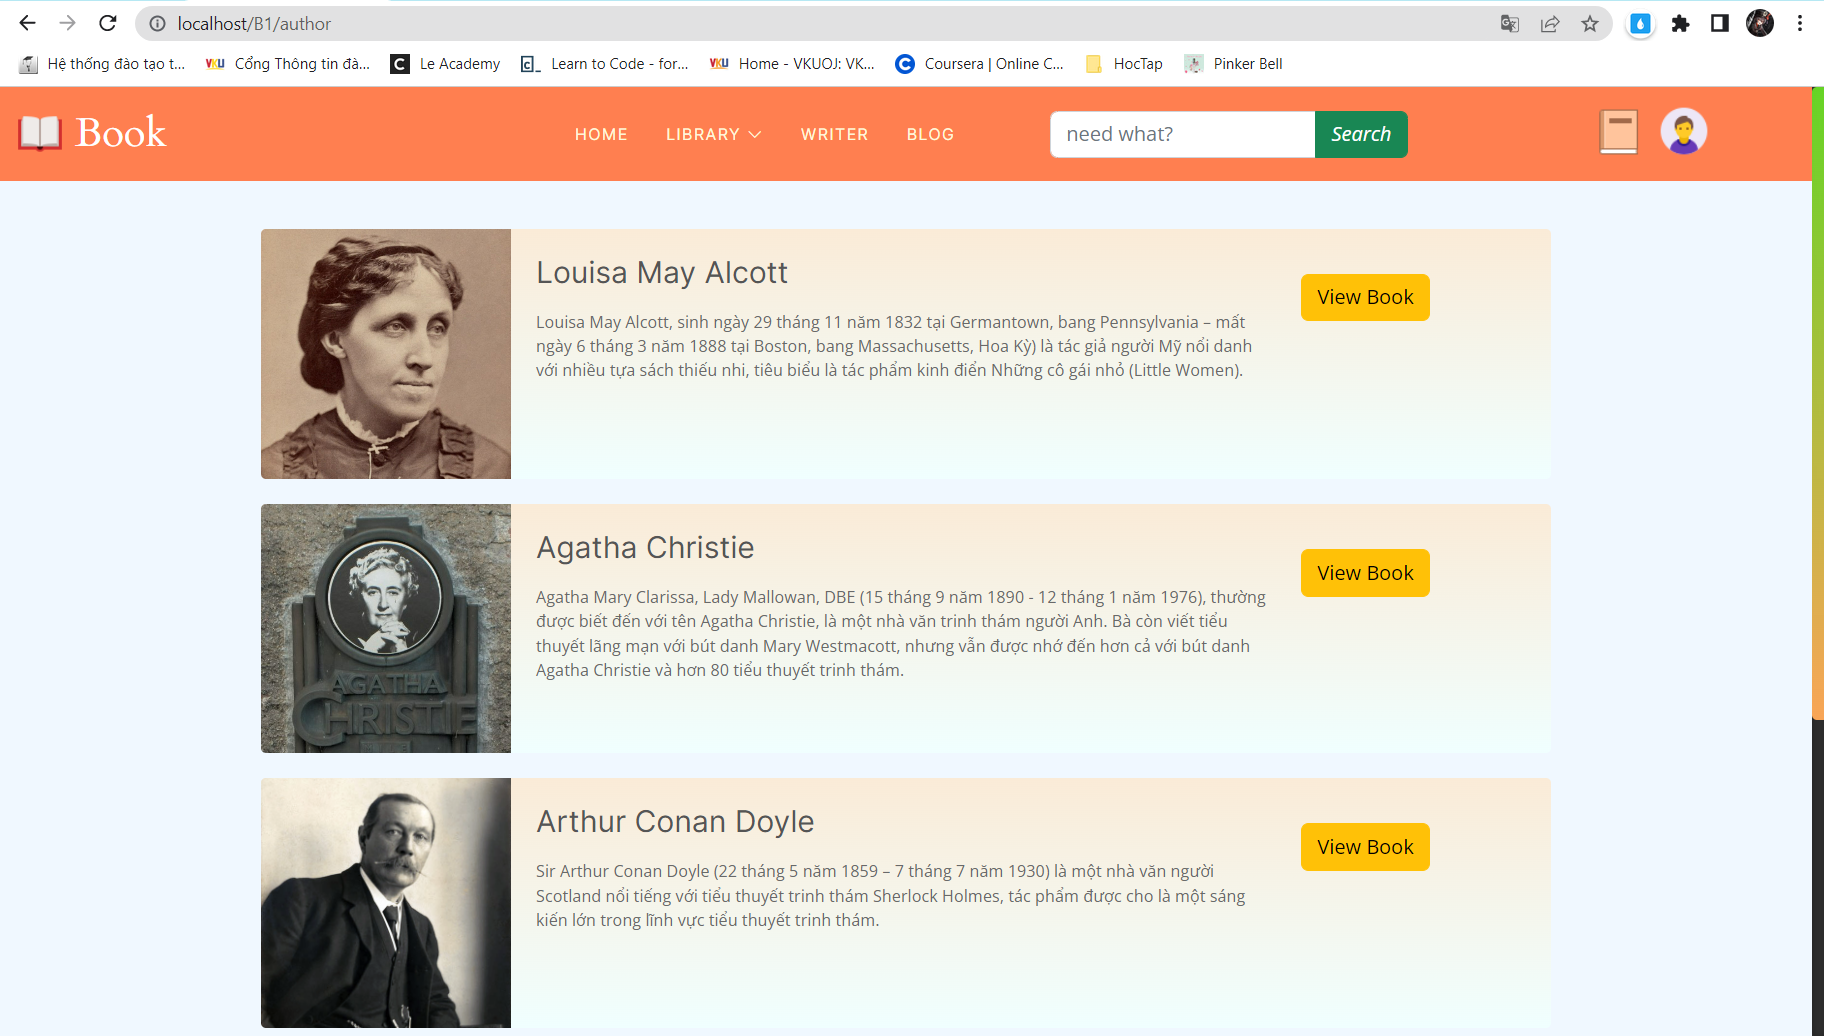 localhost/B1/author
Hệ thống đào tạo t...
VKU Cổng Thông tin đà...
C Le Academy
c_ Learn to Code - for...
VKU Home - VKUOJ: VK...
C Coursera | Online C...
HocTap
Pinker Bell
Book
HOME
LIBRARY
WRITER
BLOG
need what?
Search
Louisa May Alcott
View Book
Louisa May Alcott, sinh ngày 29 tháng 11 năm 1832 tại Germantown, bang Pennsylvania – mất
ngày 6 tháng 3 năm 1888 tại Boston, bang Massachusetts, Hoa Kỳ) là tác giả người Mỹ nổi danh
với nhiều tựa sách thiếu nhi, tiêu biểu là tác phẩm kinh điển Những cô gái nhỏ (Little Women).
AGATHA
CHRISTIE
Agatha Christie
View Book
Agatha Mary Clarissa, Lady Mallowan, DBE (15 tháng 9 năm 1890 - 12 tháng 1 năm 1976), thường
được biết đến với tên Agatha Christie, là một nhà văn trinh thám người Anh. Bà còn viết tiểu
thuyết lãng mạn với bút danh Mary Westmacott, nhưng vẫn được nhớ đến hơn cả với bút danh
Agatha Christie và hơn 80 tiểu thuyết trinh thám.
Arthur Conan Doyle
View Book
Sir Arthur Conan Doyle (22 tháng 5 năm 1859 – 7 tháng 7 năm 1930) là một nhà văn người
Scotland nổi tiếng với tiểu thuyết trinh thám Sherlock Holmes, tác phẩm được cho là một sáng
kiến lớn trong lĩnh vực tiểu thuyết trinh thám.